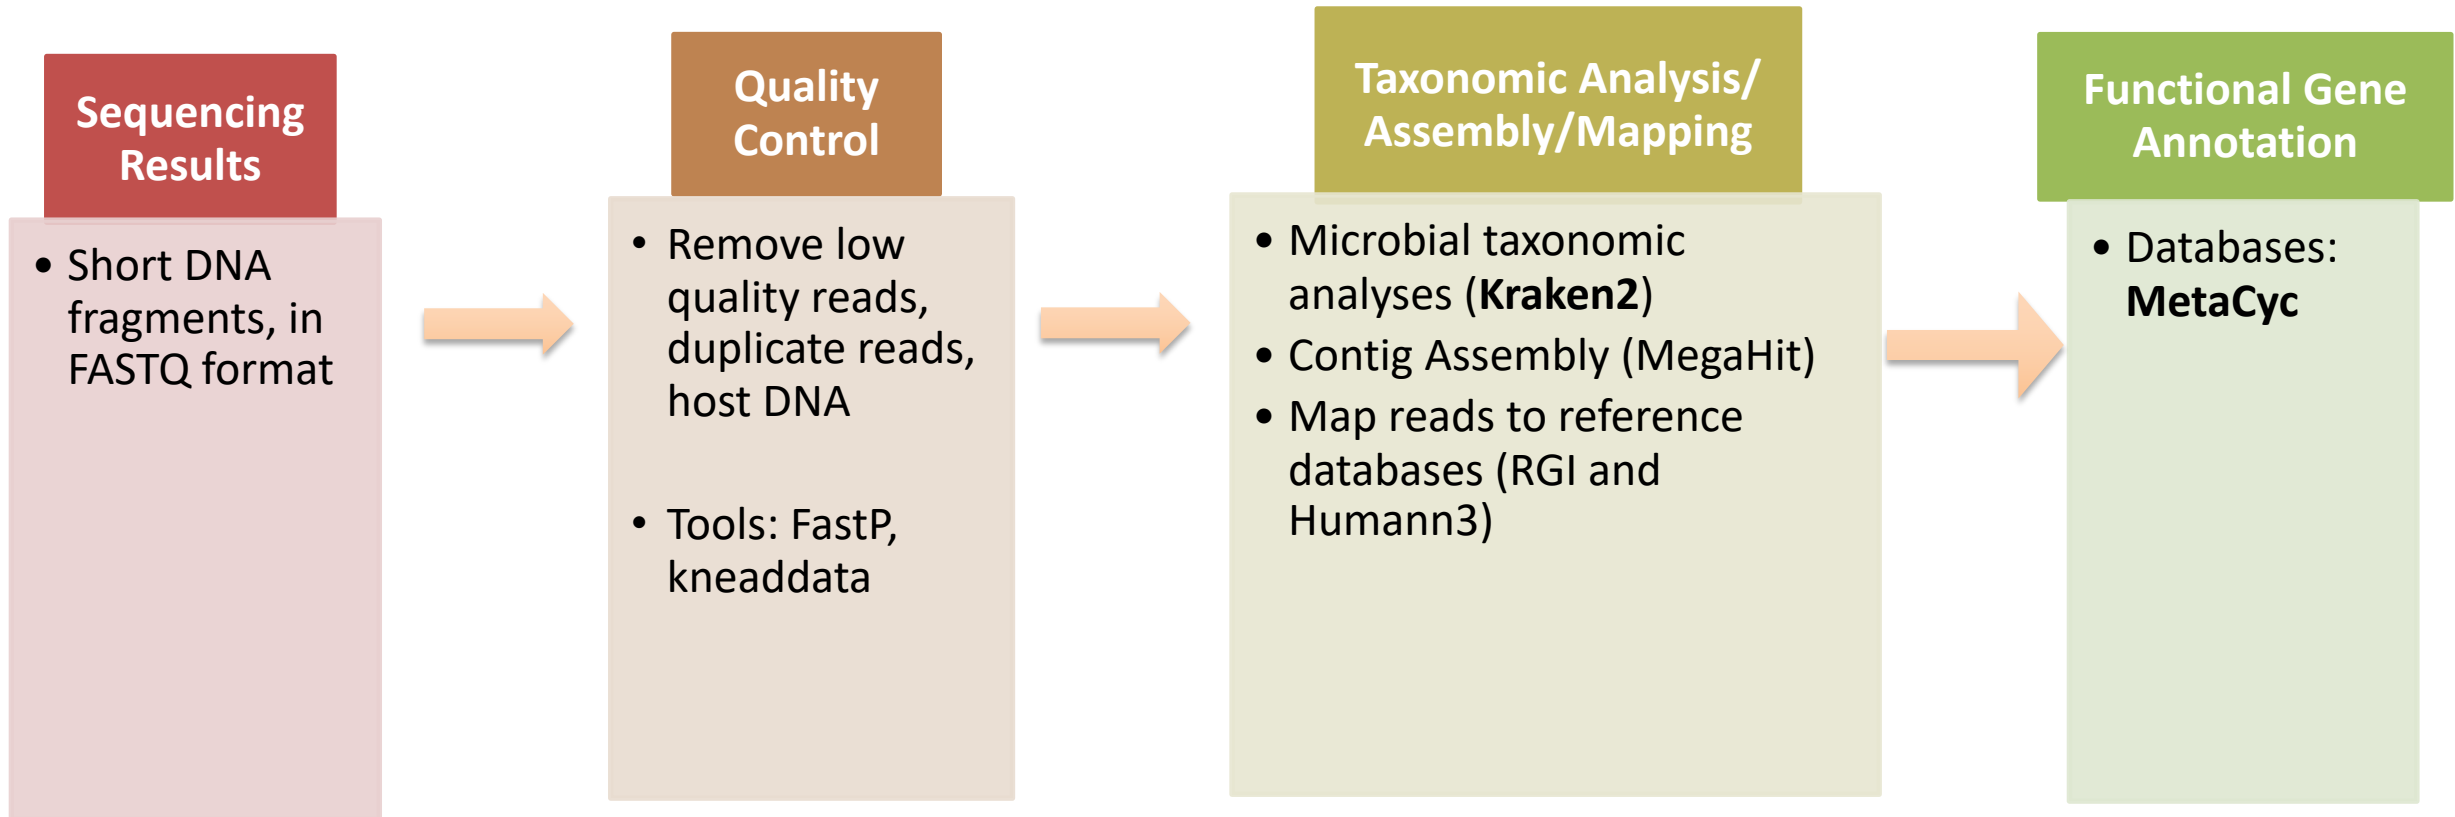 Sequencing
Results
• Short DNA
fragments, in
FASTQ format
Quality
Control
• Remove low
quality reads,
duplicate reads,
host DNA
• Tools: FastP,
kneaddata
Taxonomic Analysis/
Assembly/Mapping
• Microbial taxonomic
analyses (Kraken2)
• Contig Assembly (MegaHit)
• Map reads to reference
databases (RGI and
Humann3)
Functional Gene
Annotation
• Databases:
MetaCyc